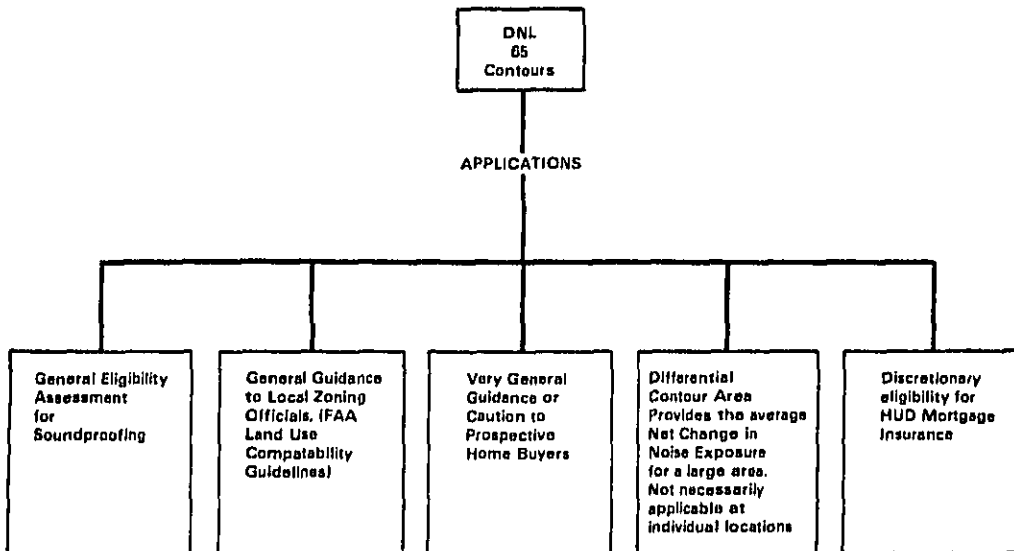 DNL
65
Contours
APPLICATIONS
General Eligibility
Assessment
for
Soundproofing
General Guidance
to Local Zoning
Officials, (FAA
Land Use
Compatability
Guidelines)
Very General
Guidance or
Caution to
Prospective
Home Buyers
Differential
Contour Area
Provides the average
Net Change in
Noise Exposure
for a large area.
Not necessarily
applicable at
individual locations
Discretionary
eligibility for
HUD Mortgage
Insurance